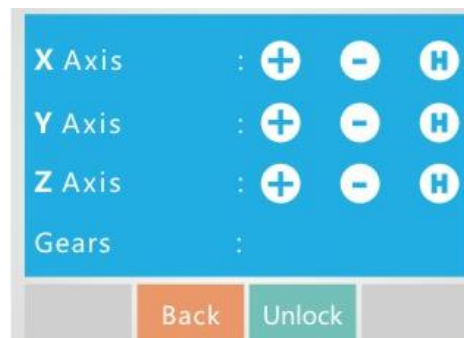 X Axis : + - H
Y Axis : + - H
Z Axis : + - H
Gears :
Back Unlock